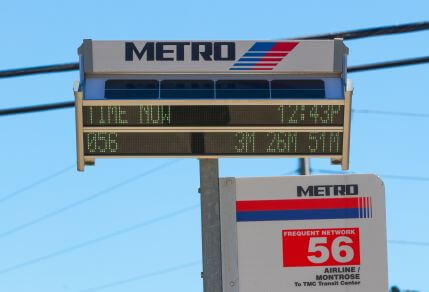 METRO
TIME NOW 12:43P
056 3M 26M 51M
METRO
FREQUENT NETWORK
56
AIRLINE /
MONTROSE
To TMC Transit Center